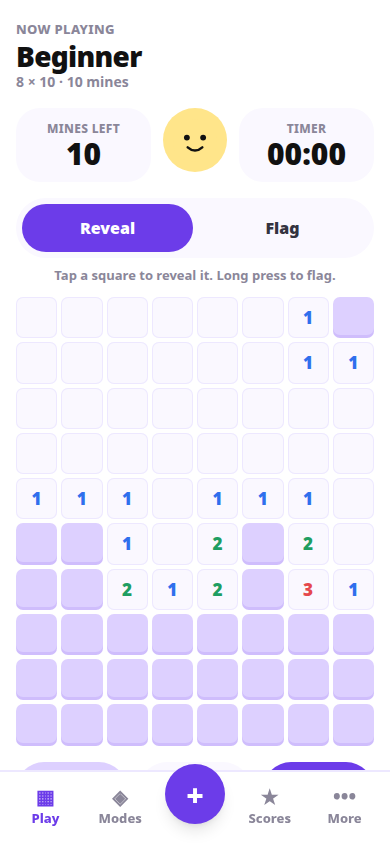 NOW PLAYING
Beginner
8 × 10 · 10 mines
MINES LEFT
10
TIMER
00:00
Reveal
Flag
Tap a square to reveal it. Long press to flag.
1
1 1
1 1 1 1 1 1
1 2 2
2 1 2 3 1
Play
Modes
+
Scores
More